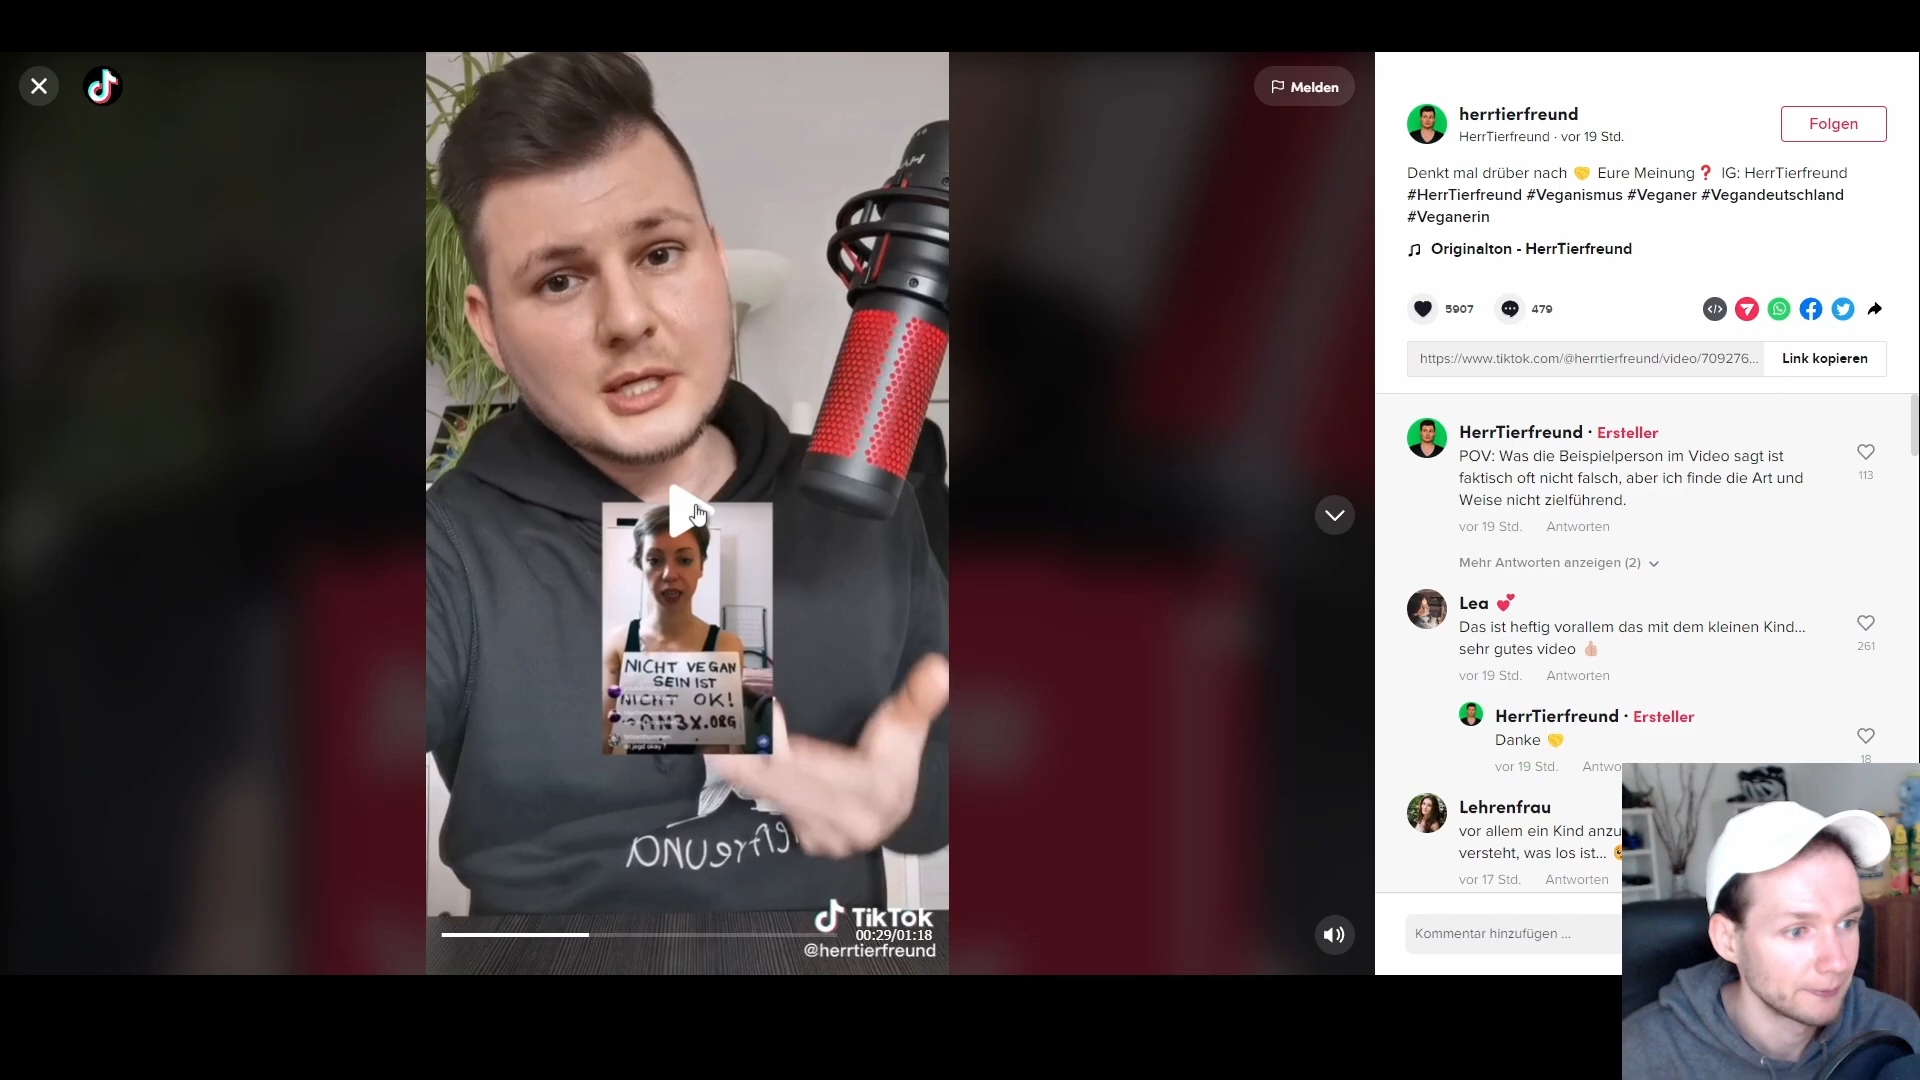 Melden
NICHT VEGAN
SEIN IST
NICHT OK!
TikTok
00:29/01:18
@herrtierfreund
herrtierfreund
HerrTierfreund · vor 19 Std.
Folgen
Denkt mal drüber nach 🤝 Eure Meinung❓ IG: HerrTierfreund
#HerrTierfreund #Veganismus #Veganer #Vegandeutschland
#Veganerin
Originalton - HerrTierfreund
5907
479
https://www.tiktok.com/@herrtierfreund/video/709276...
Link kopieren
HerrTierfreund · Ersteller
POV: Was die Beispielperson im Video sagt ist
faktisch oft nicht falsch, aber ich finde die Art und
Weise nicht zielführend.
113
vor 19 Std. Antworten
Mehr Antworten anzeigen (2)
Lea 💕
Das ist heftig vorallem das mit dem kleinen Kind...
sehr gutes video 👍🏼
261
vor 19 Std. Antworten
HerrTierfreund · Ersteller
Danke 🤝
18
vor 19 Std. Antwo
Lehrenfrau
vor allem ein Kind anzu
versteht, was los ist...
vor 17 Std. Antworten
Kommentar hinzufügen ...